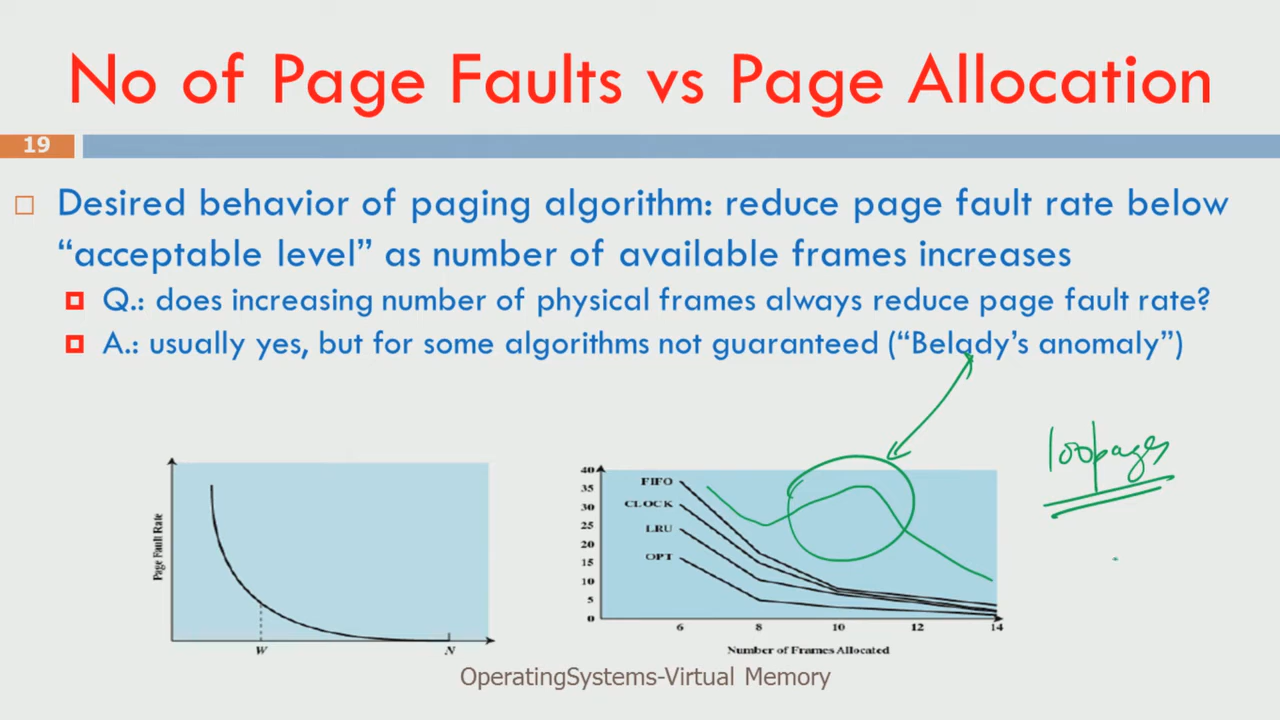 No of Page Faults vs Page Allocation
19
Desired behavior of paging algorithm: reduce page fault rate below
“acceptable level” as number of available frames increases
Q.: does increasing number of physical frames always reduce page fault rate?
A.: usually yes, but for some algorithms not guaranteed (“Belady’s anomaly”)
100 pages
Page Fault Rate
W
N
40
35
30
25
20
15
10
5
0
FIFO
CLOCK
LRU
OPT
6
8
10
12
14
Number of Frames Allocated
OperatingSystems-Virtual Memory